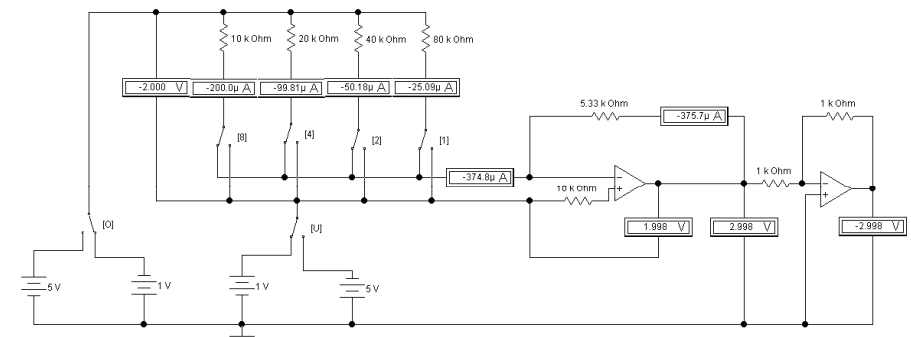 10 k Ohm
20 k Ohm
40 k Ohm
80 k Ohm
-2.000 V
-200.0µ A
-99.81µ A
-50.18µ A
-25.09µ A
5.33 k Ohm
-375.7µ A
1 k Ohm
[8]
[4]
[2]
[1]
-374.8µ A
10 k Ohm
1 k Ohm
-
+
-
+
[O]
[U]
1.998 V
2.998 V
-2.998 V
5 V
1 V
1 V
5 V